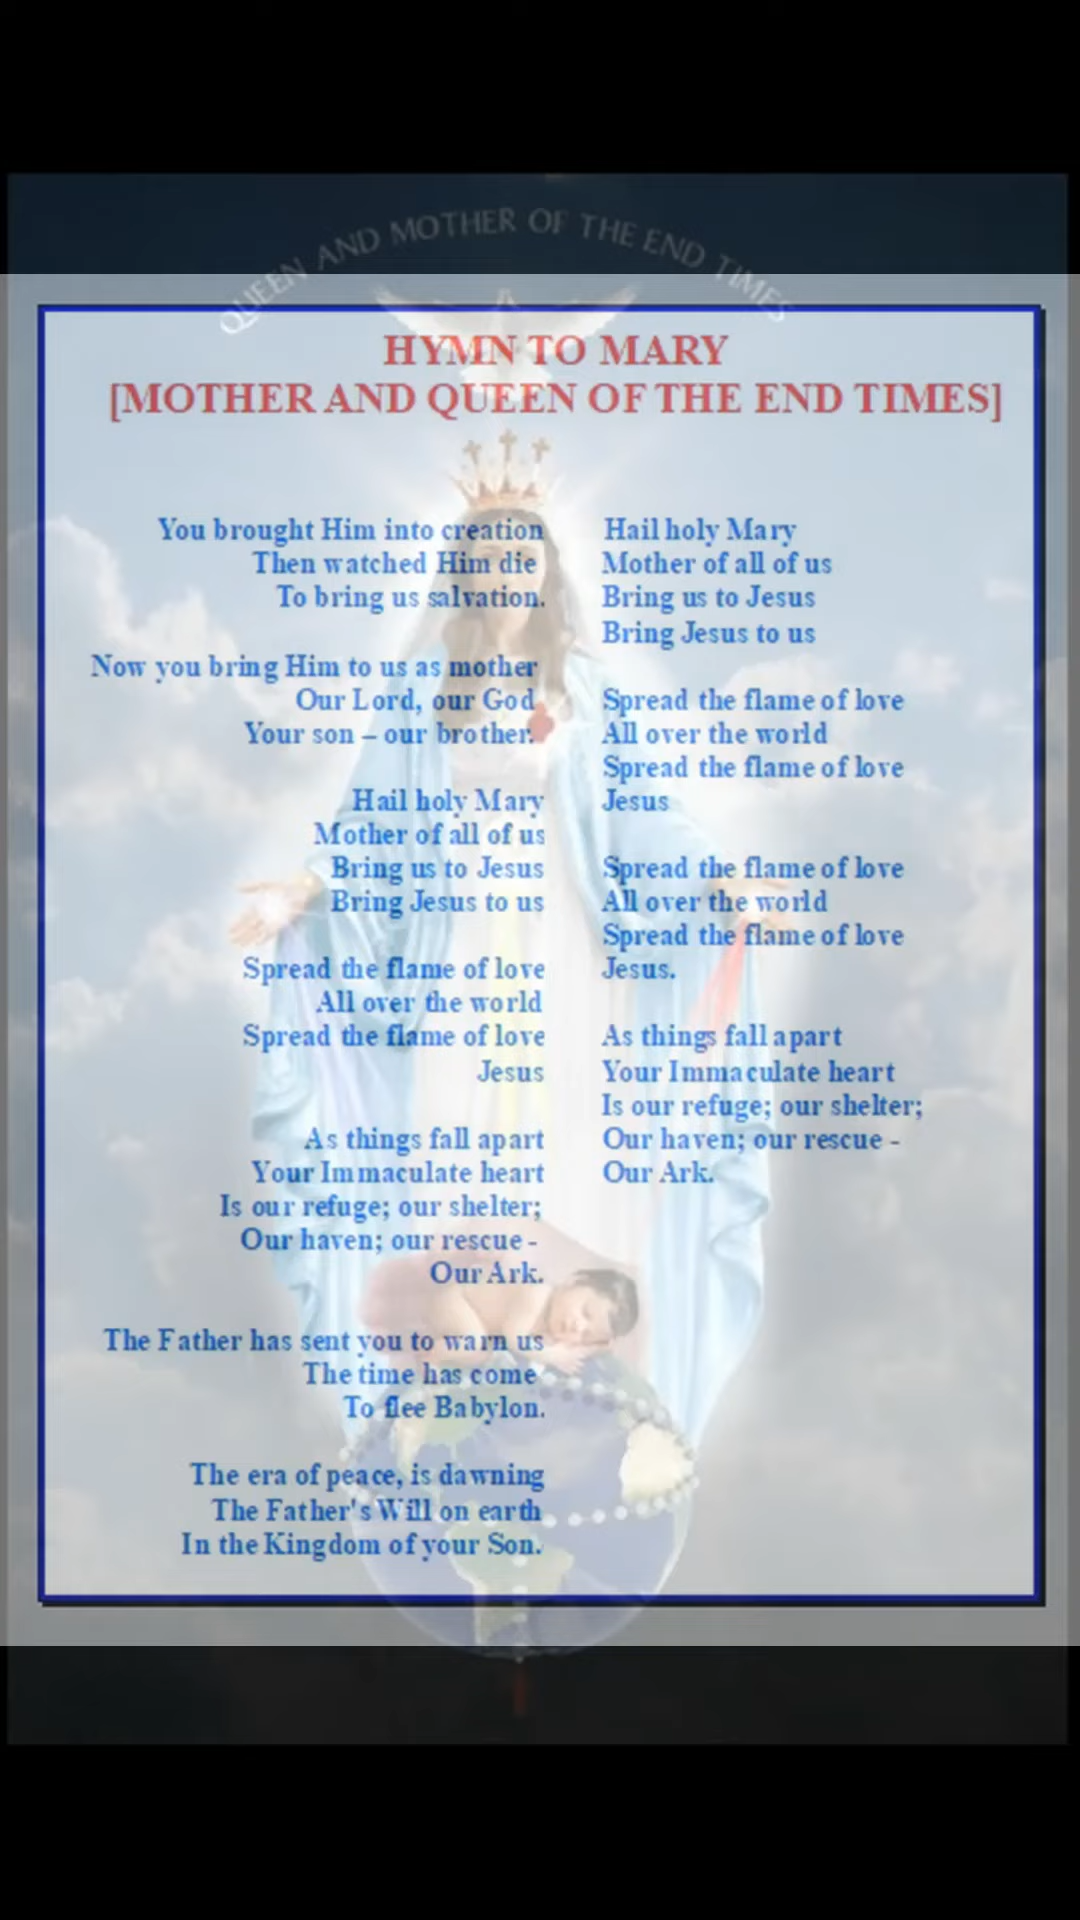 QUEEN AND MOTHER OF THE END TIMES
HYMN TO MARY
[MOTHER AND QUEEN OF THE END TIMES]
You brought Him into creation
Then watched Him die
To bring us salvation.
Now you bring Him to us as mother
Our Lord, our God
Your son – our brother.
Hail holy Mary
Mother of all of us
Bring us to Jesus
Bring Jesus to us
Spread the flame of love
All over the world
Spread the flame of love
Jesus
As things fall apart
Your Immaculate heart
Is our refuge; our shelter;
Our haven; our rescue -
Our Ark.
The Father has sent you to warn us
The time has come
To flee Babylon.
The era of peace, is dawning
The Father's Will on earth
In the Kingdom of your Son.
Hail holy Mary
Mother of all of us
Bring us to Jesus
Bring Jesus to us
Spread the flame of love
All over the world
Spread the flame of love
Jesus
Spread the flame of love
All over the world
Spread the flame of love
Jesus.
As things fall apart
Your Immaculate heart
Is our refuge; our shelter;
Our haven; our rescue -
Our Ark.